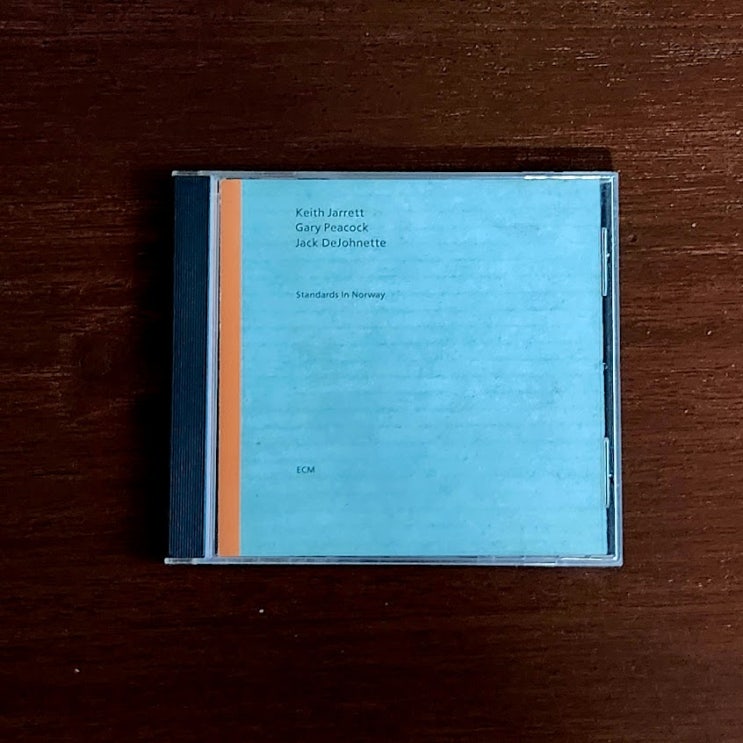 Keith Jarrett
Gary Peacock
Jack DeJohnette
Standards In Norway
ECM